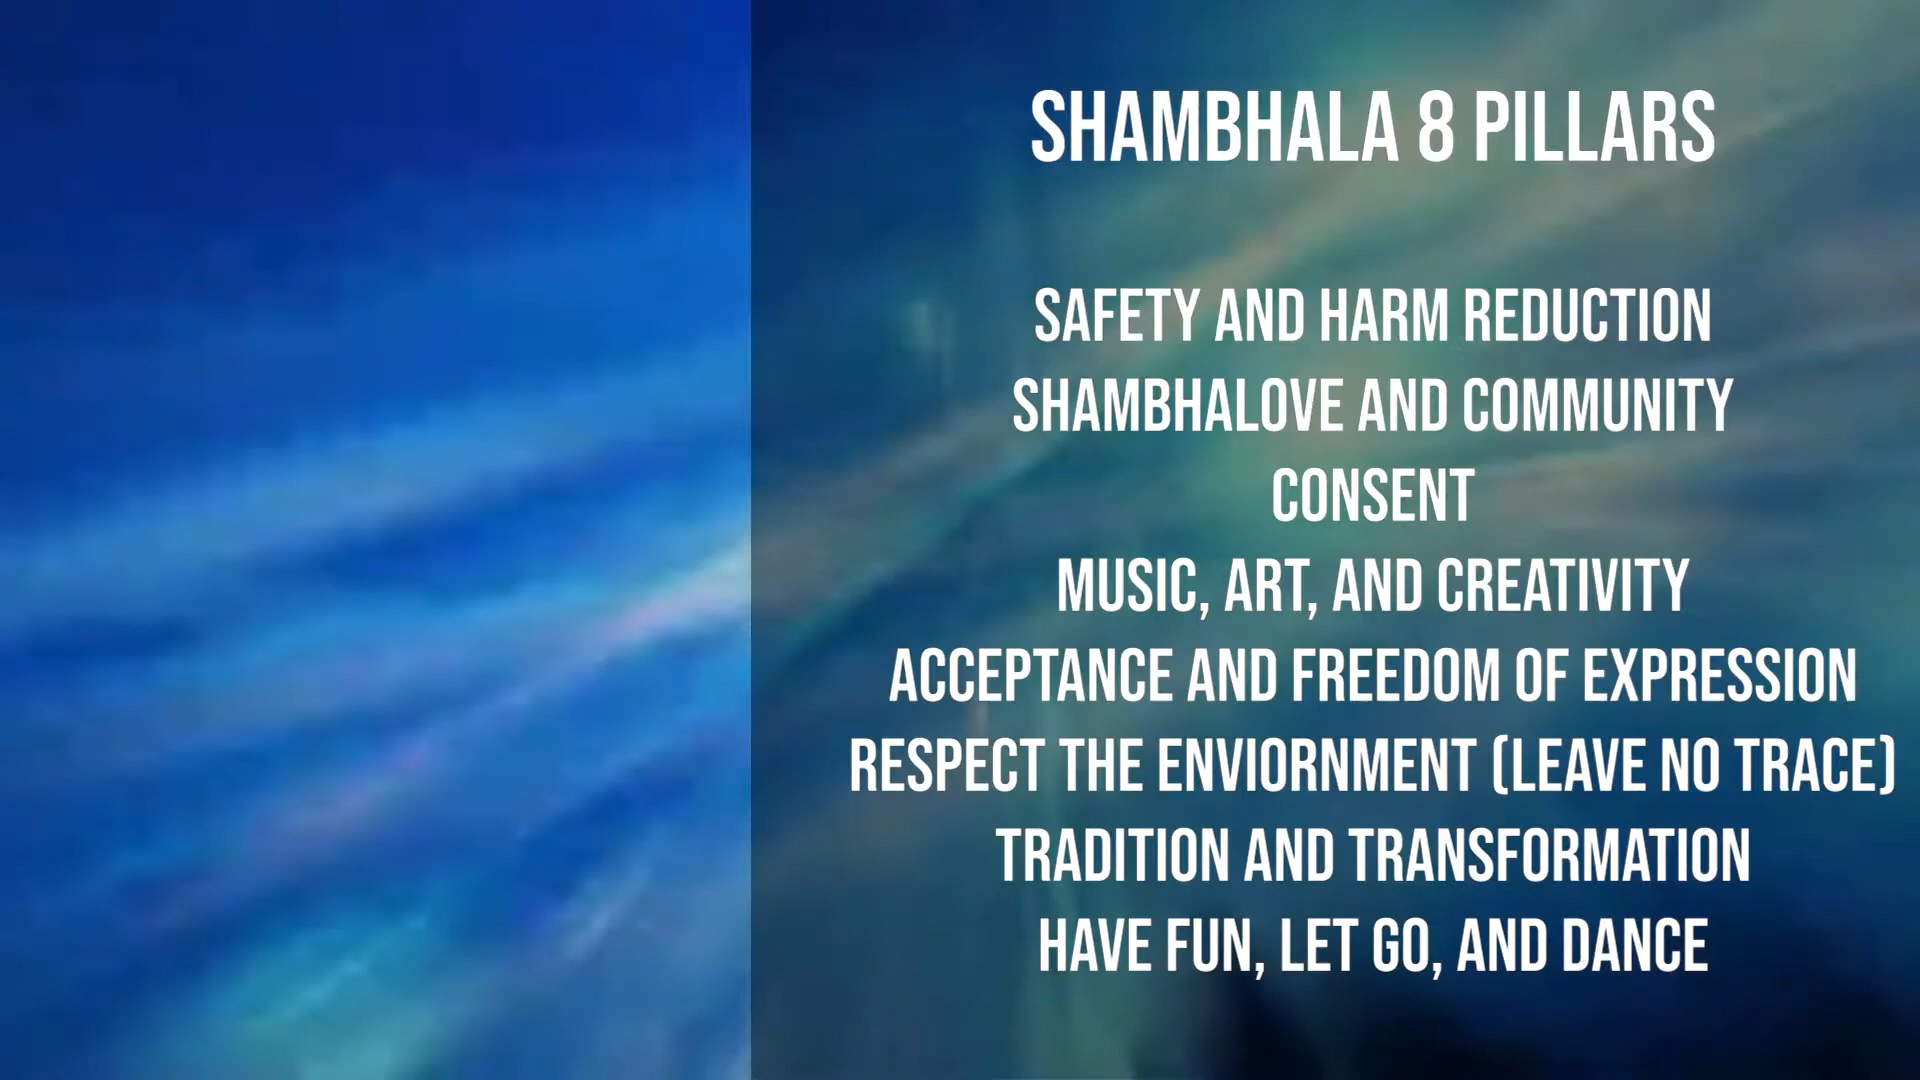 SHAMBHALA 8 PILLARS
SAFETY AND HARM REDUCTION
SHAMBHALOVE AND COMMUNITY
CONSENT
MUSIC, ART, AND CREATIVITY
ACCEPTANCE AND FREEDOM OF EXPRESSION
RESPECT THE ENVIORNMENT (LEAVE NO TRACE)
TRADITION AND TRANSFORMATION
HAVE FUN, LET GO, AND DANCE